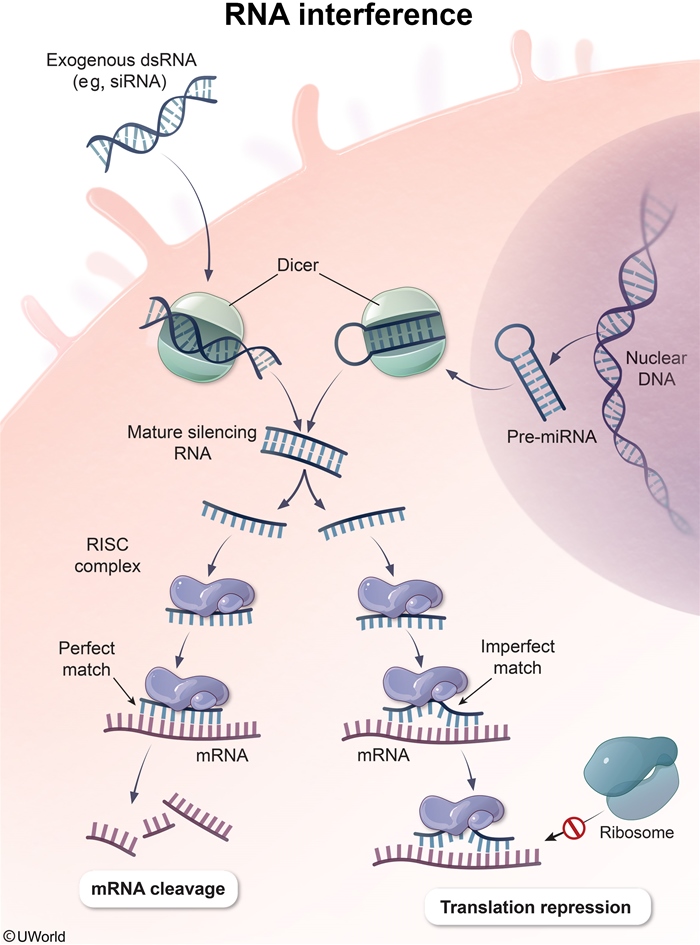 RNA interference
Exogenous dsRNA
(eg, siRNA)
Dicer
Nuclear
DNA
Pre-miRNA
Mature silencing
RNA
RISC
complex
Perfect
match
Imperfect
match
mRNA
mRNA
Ribosome
mRNA cleavage
Translation repression
©UWorld